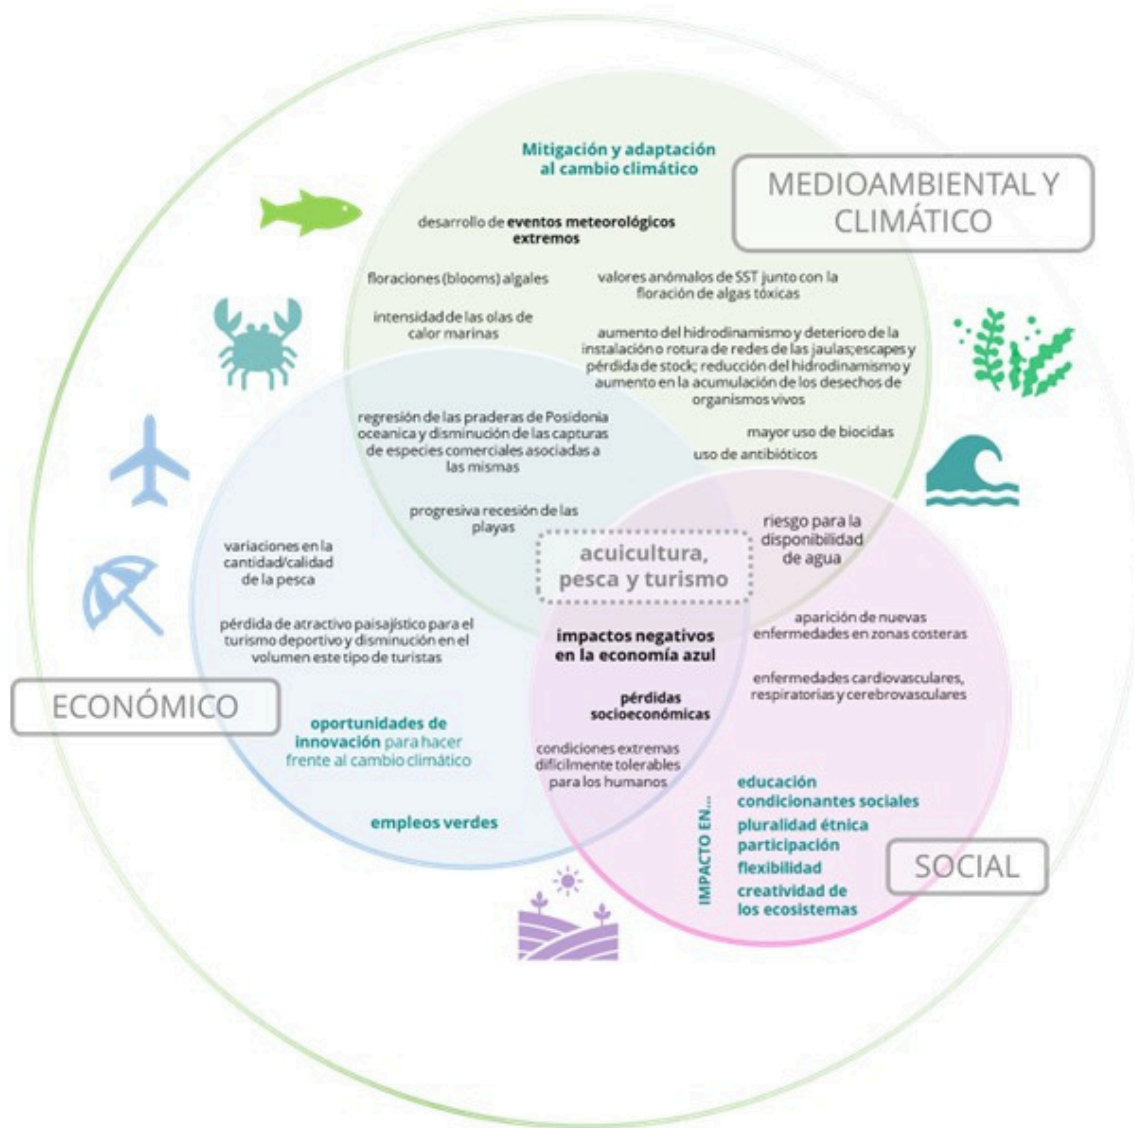 Mitigación y adaptación
al cambio climático
MEDIOAMBIENTAL Y
CLIMÁTICO
desarrollo de eventos meteorológicos
extremos
floraciones (blooms) algales
valores anómalos de SST junto con la
floración de algas tóxicas
intensidad de las olas de
calor marinas
aumento del hidrodinamismo y deterioro de la
instalación o rotura de redes de las jaulas;escapes y
pérdida de stock; reducción del hidrodinamismo y
aumento en la acumulación de los desechos de
organismos vivos
regresión de las praderas de Posidonia
oceanica y disminución de las capturas
de especies comerciales asociadas a
las mismas
mayor uso de biocidas
uso de antibióticos
progresiva recesión de las
playas
riesgo para la
disponibilidad
de agua
acuicultura,
pesca y turismo
variaciones en la
cantidad/calidad
de la pesca
pérdida de atractivo paisajístico para el
turismo deportivo y disminución en el
volumen este tipo de turistas
impactos negativos
en la economía azul
aparición de nuevas
enfermedades en zonas costeras
enfermedades cardiovasculares,
respiratorias y cerebrovasculares
ECONÓMICO
pérdidas
socioeconómicas
oportunidades de
innovación para hacer
frente al cambio climático
condiciones extremas
difícilmente tolerables
para los humanos
empleos verdes
IMPACTO EN...
educación
condicionantes sociales
pluralidad étnica
participación
flexibilidad
creatividad de
los ecosistemas
SOCIAL